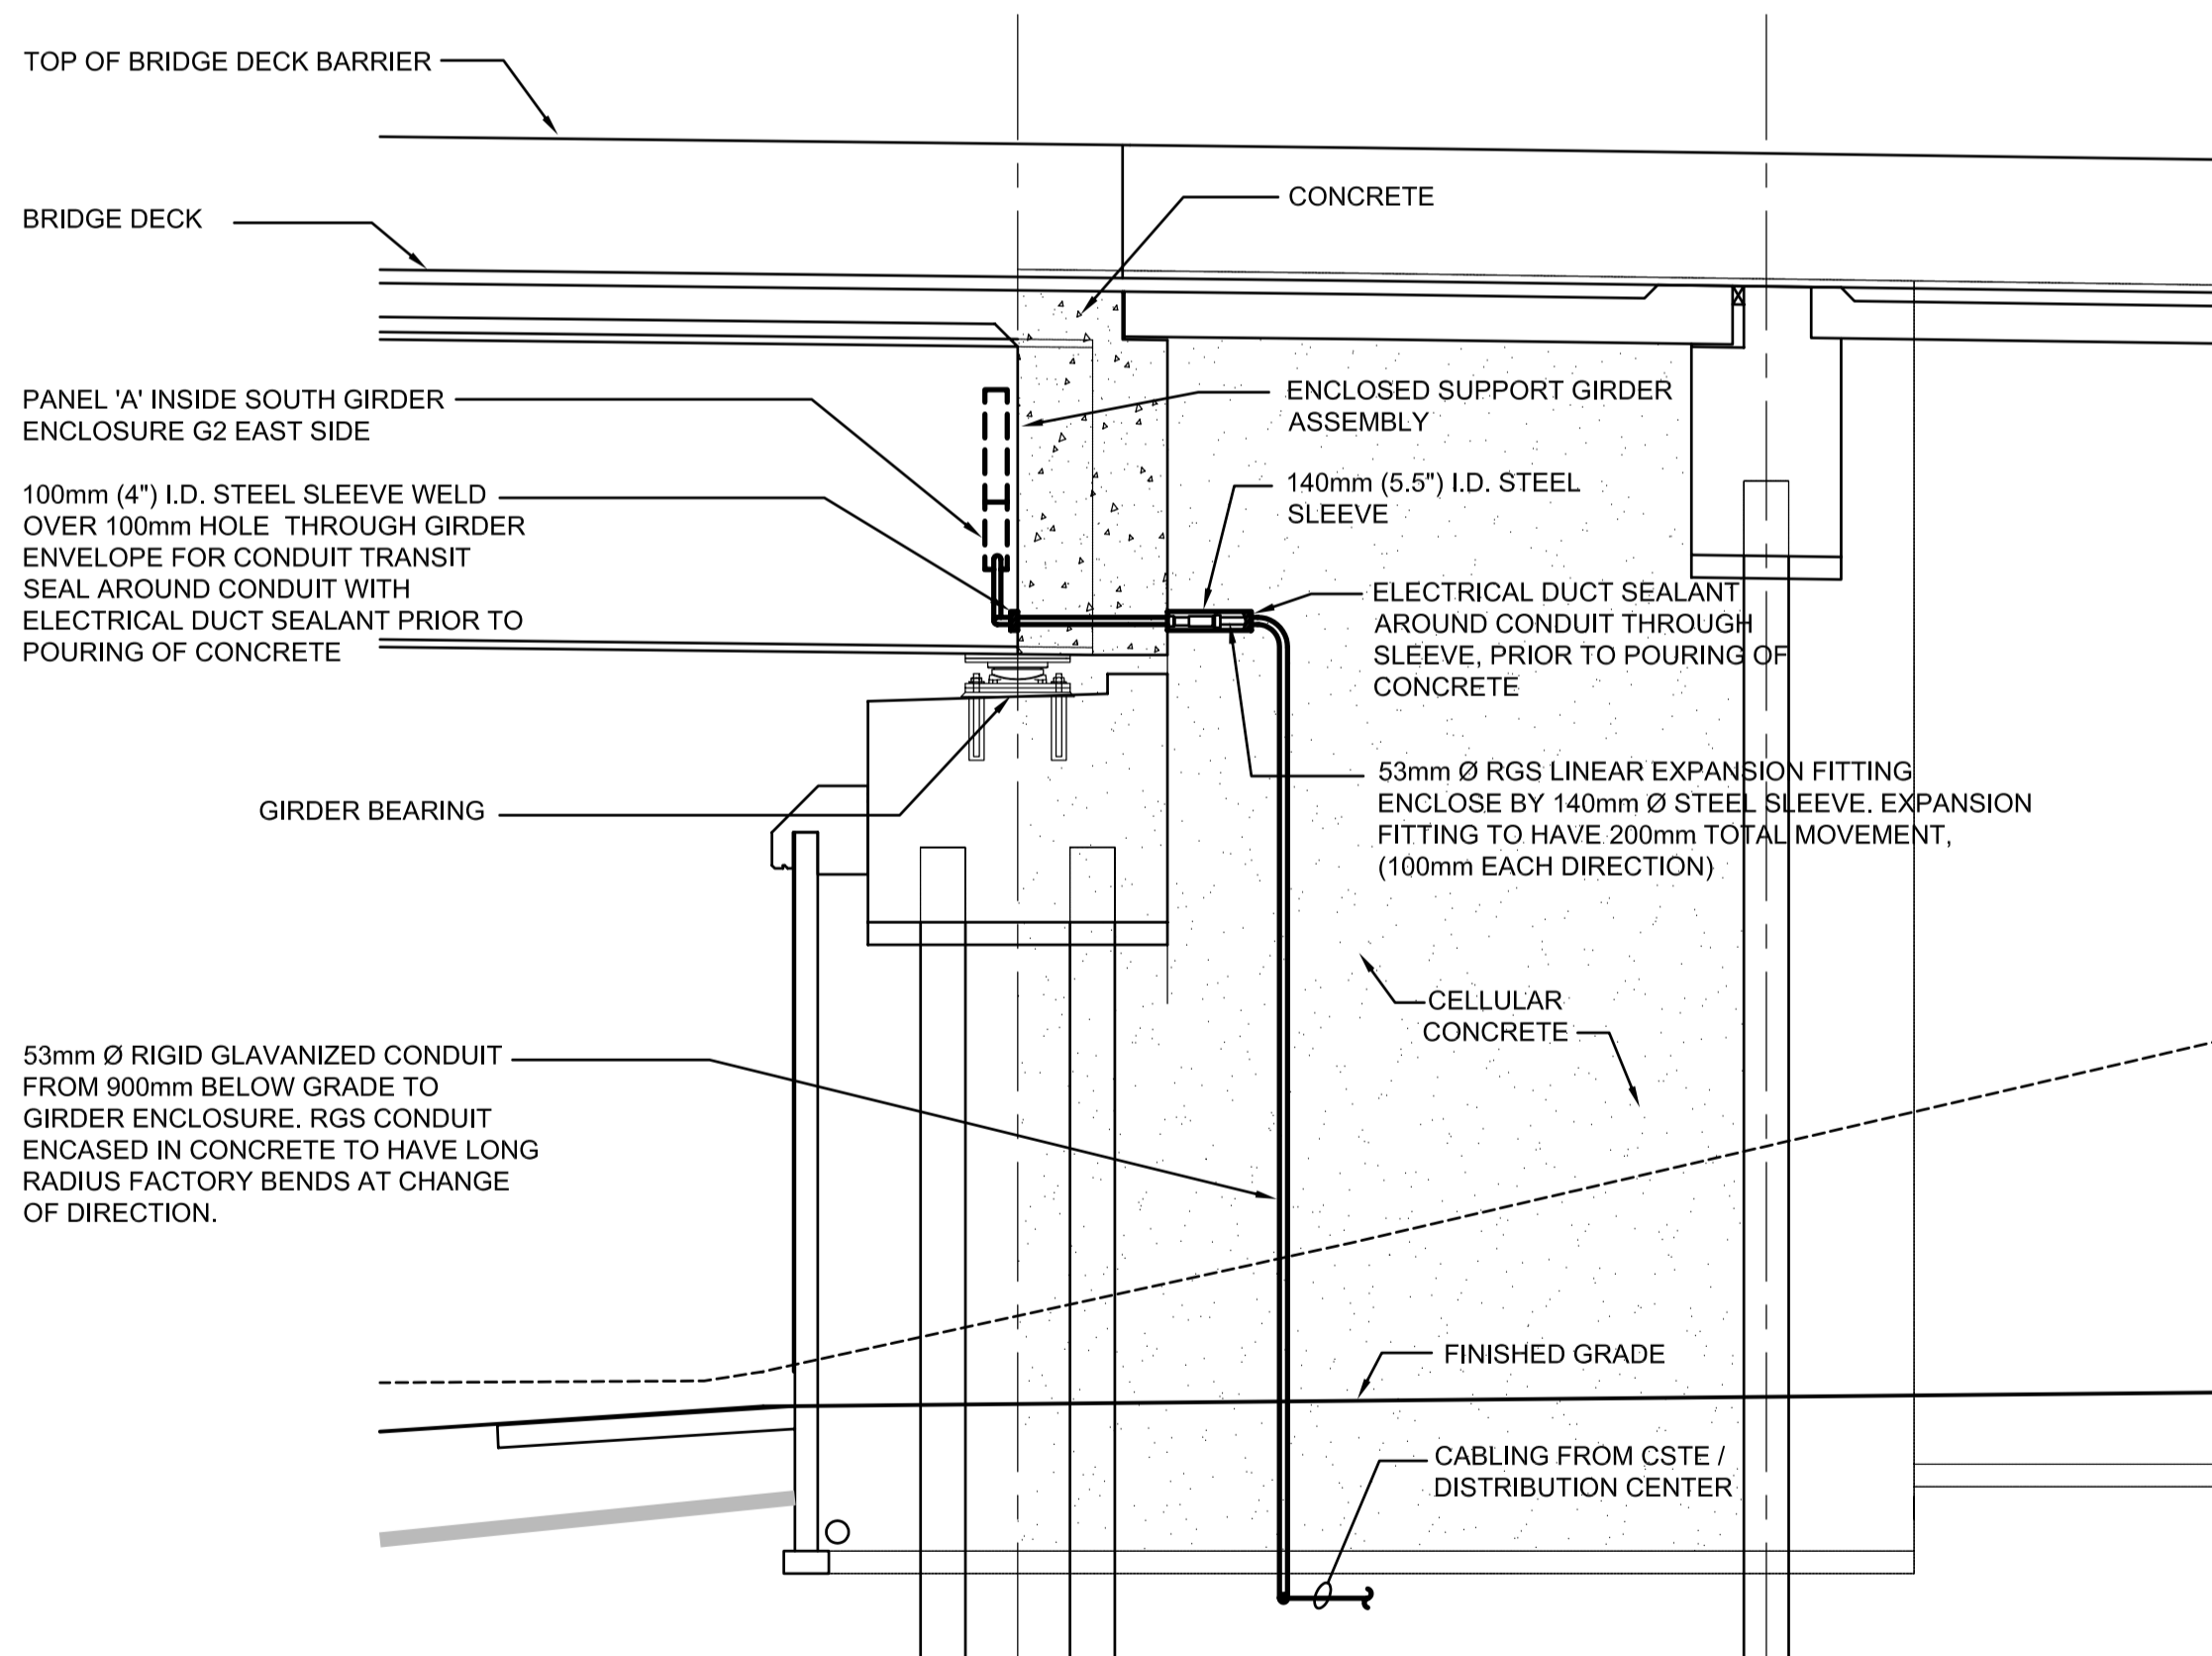 TOP OF BRIDGE DECK BARRIER
BRIDGE DECK
CONCRETE
PANEL 'A' INSIDE SOUTH GIRDER
ENCLOSURE G2 EAST SIDE
100mm (4") I.D. STEEL SLEEVE WELD
OVER 100mm HOLE THROUGH GIRDER
ENVELOPE FOR CONDUIT TRANSIT
SEAL AROUND CONDUIT WITH
ELECTRICAL DUCT SEALANT PRIOR TO
POURING OF CONCRETE
ENCLOSED SUPPORT GIRDER
ASSEMBLY
140mm (5.5") I.D. STEEL
SLEEVE
ELECTRICAL DUCT SEALANT
AROUND CONDUIT THROUGH
SLEEVE, PRIOR TO POURING OF
CONCRETE
53mm Ø RGS LINEAR EXPANSION FITTING
ENCLOSE BY 140mm Ø STEEL SLEEVE. EXPANSION
FITTING TO HAVE 200mm TOTAL MOVEMENT,
(100mm EACH DIRECTION)
GIRDER BEARING
CELLULAR
CONCRETE
53mm Ø RIGID GLAVANIZED CONDUIT
FROM 900mm BELOW GRADE TO
GIRDER ENCLOSURE. RGS CONDUIT
ENCASED IN CONCRETE TO HAVE LONG
RADIUS FACTORY BENDS AT CHANGE
OF DIRECTION.
FINISHED GRADE
CABLING FROM CSTE /
DISTRIBUTION CENTER